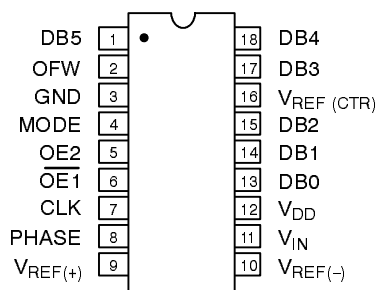 DB5 1 18 DB4
OFW 2 17 DB3
GND 3 16 VREF (CTR)
MODE 4 15 DB2
OE2 5 14 DB1
O̅E̅1̅ 6 13 DB0
CLK 7 12 VDD
PHASE 8 11 VIN
VREF(+) 9 10 VREF(−)